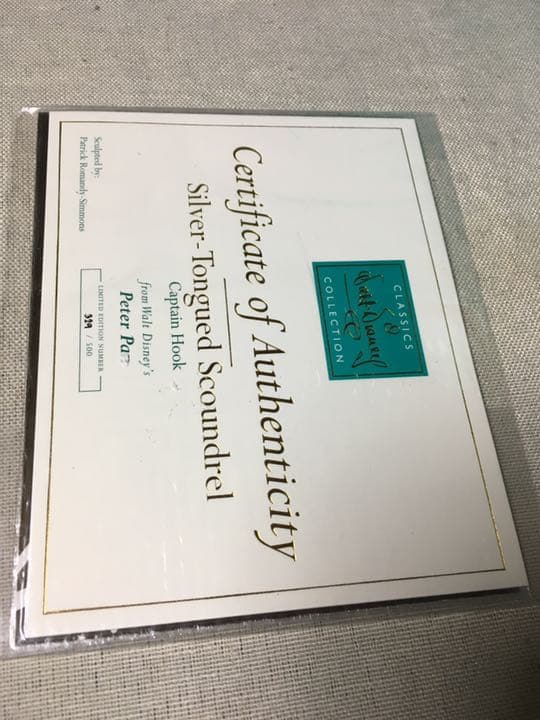 CLASSICS
Walt Disney
COLLECTION
Certificate of Authenticity
Silver-Tongued Scoundrel
Captain Hook
from Walt Disney's
Peter Pan
Sculpted by:
Patrick Romandy-Simmons
LIMITED EDITION NUMBER
329 / 500